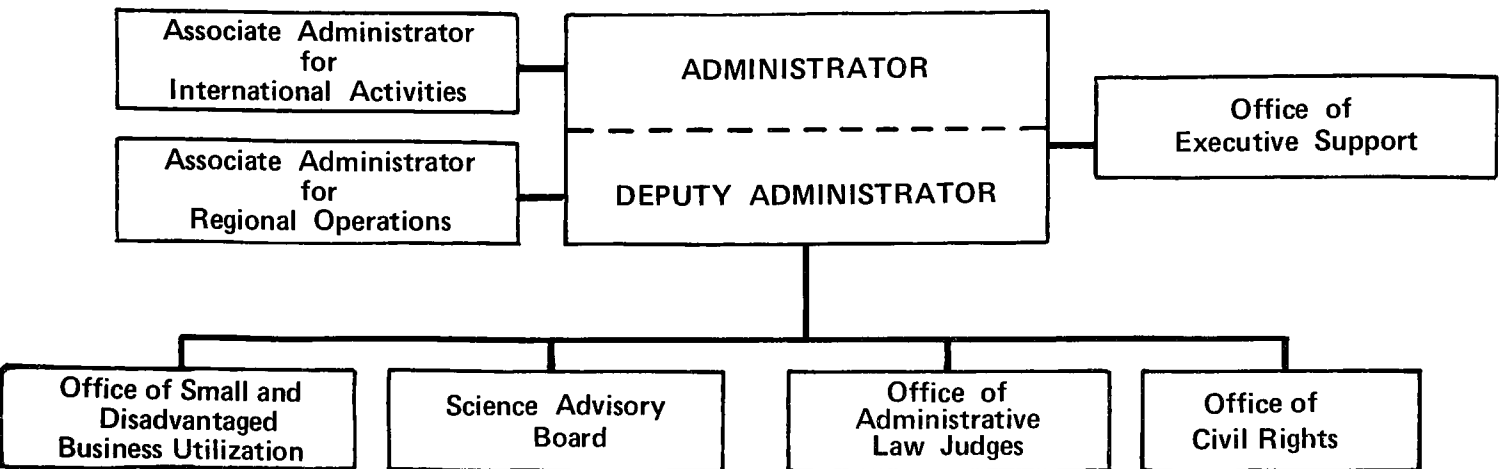 Associate Administrator
for
International Activities
ADMINISTRATOR
Office of
Executive Support
Associate Administrator
for
Regional Operations
DEPUTY ADMINISTRATOR
Office of Small and
Disadvantaged
Business Utilization
Science Advisory
Board
Office of
Administrative
Law Judges
Office of
Civil Rights